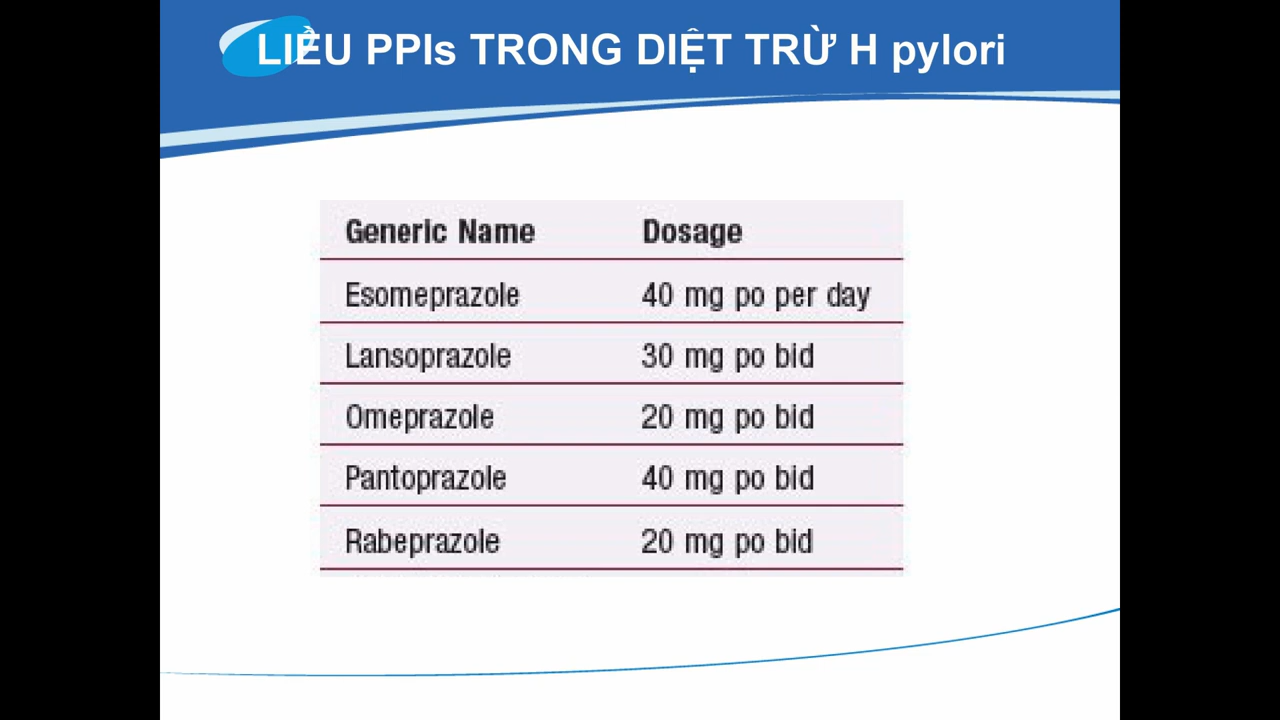 LIỀU PPIs TRONG DIỆT TRỪ H pylori
Generic Name Dosage
Esomeprazole 40 mg po per day
Lansoprazole 30 mg po bid
Omeprazole 20 mg po bid
Pantoprazole 40 mg po bid
Rabeprazole 20 mg po bid